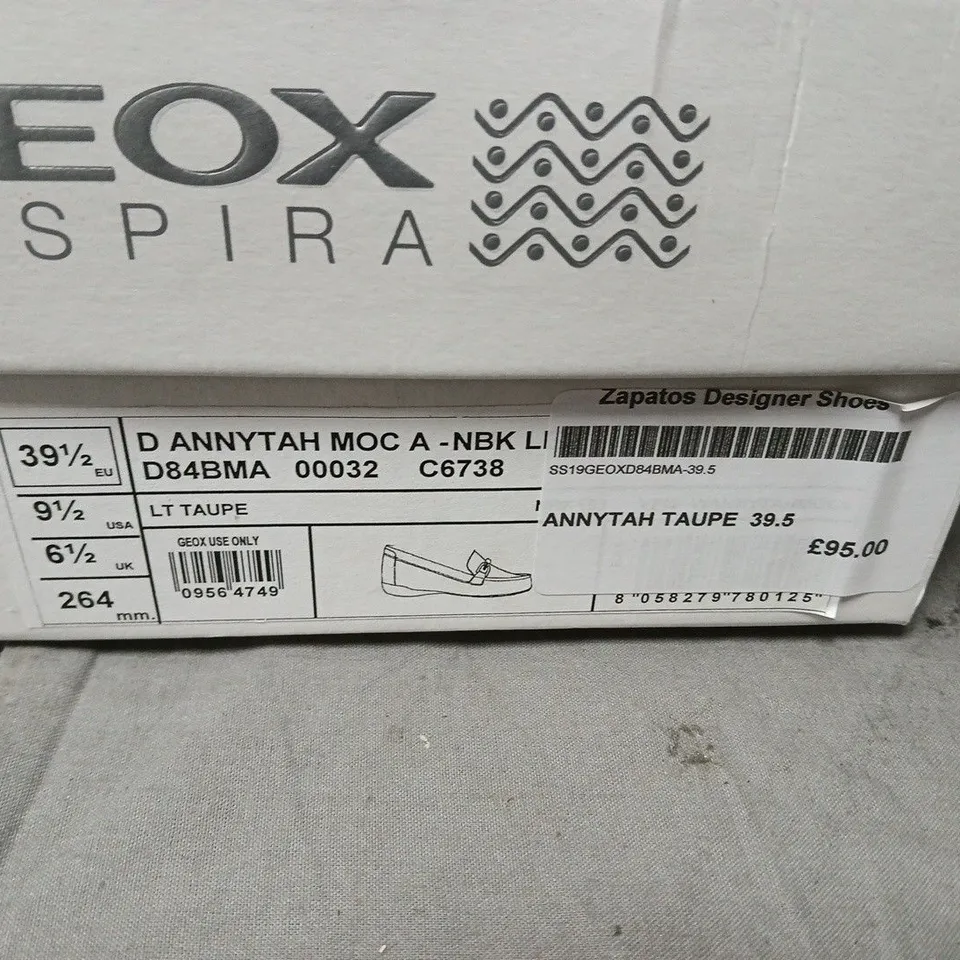 EOX
SPIRA
Zapatos Designer Shoes
39½ EU
D ANNYTAH MOC A -NBK
D84BMA 00032 C6738
SS19GEOXD84BMA-39.5
9½ USA
LT TAUPE
ANNYTAH TAUPE 39.5
£95.00
6½ UK
GEOX USE ONLY
0956 4749
264 mm.
8 "058279"780125"